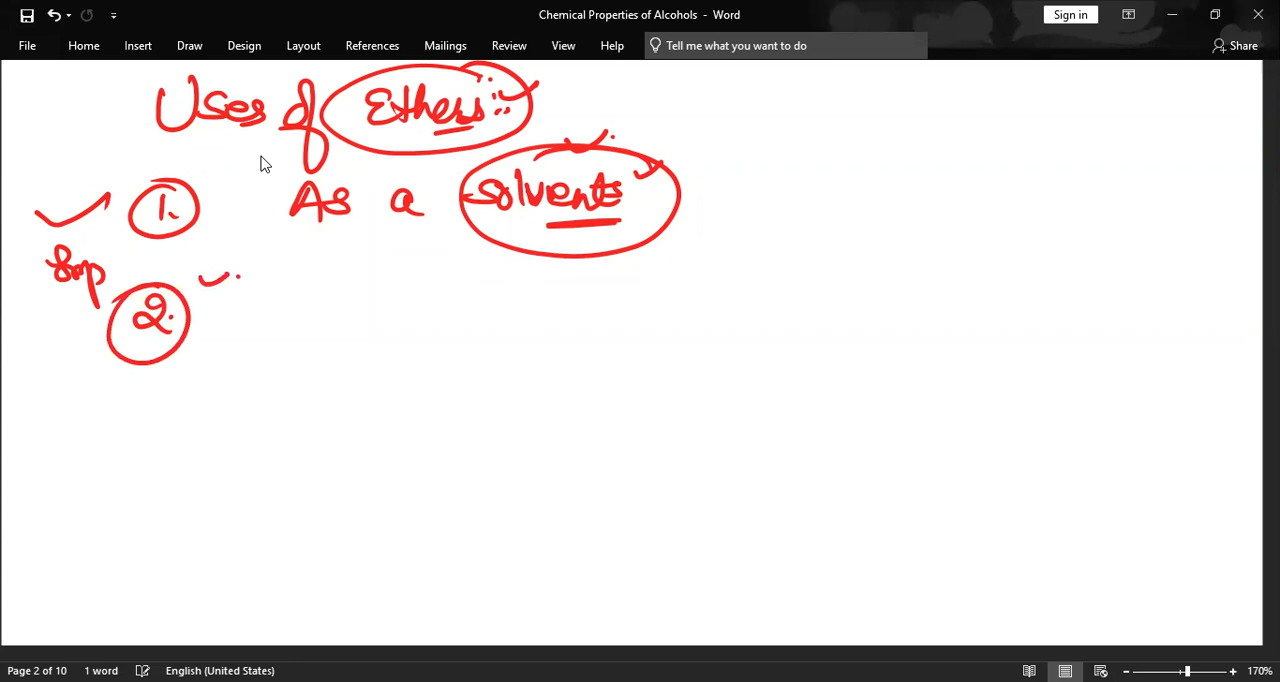 Chemical Properties of Alcohols - Word
Sign in
File Home Insert Draw Design Layout References Mailings Review View Help Tell me what you want to do Share
Uses of Ethers :
1. As a solvents
Imp
2.
Page 2 of 10 1 word English (United States) 170%